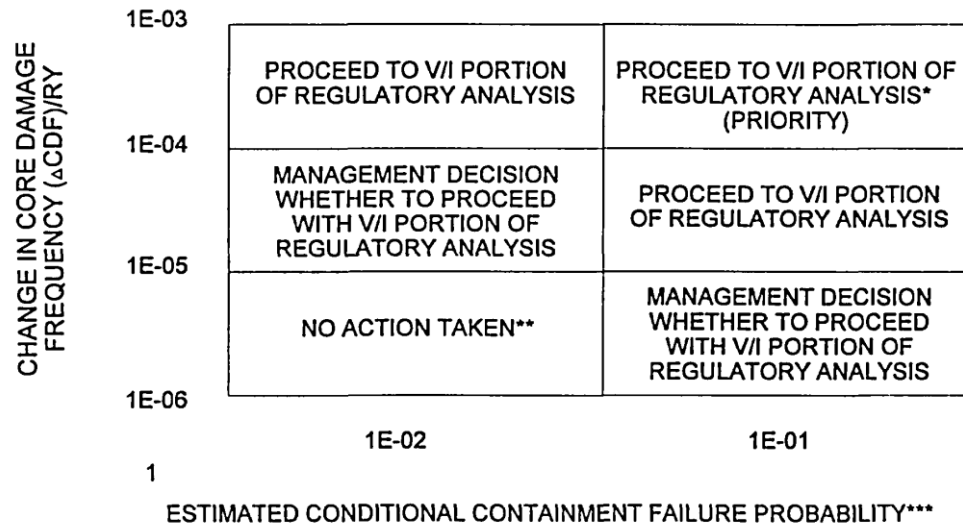 1E-03
PROCEED TO V/I PORTION
OF REGULATORY ANALYSIS
PROCEED TO V/I PORTION OF
REGULATORY ANALYSIS*
(PRIORITY)
1E-04
MANAGEMENT DECISION
WHETHER TO PROCEED
WITH V/I PORTION OF
REGULATORY ANALYSIS
PROCEED TO V/I PORTION
OF REGULATORY ANALYSIS
1E-05
NO ACTION TAKEN**
MANAGEMENT DECISION
WHETHER TO PROCEED
WITH V/I PORTION OF
REGULATORY ANALYSIS
1E-06
CHANGE IN CORE DAMAGE
FREQUENCY (△CDF)/RY
1E-02
1E-01
1
ESTIMATED CONDITIONAL CONTAINMENT FAILURE PROBABILITY***